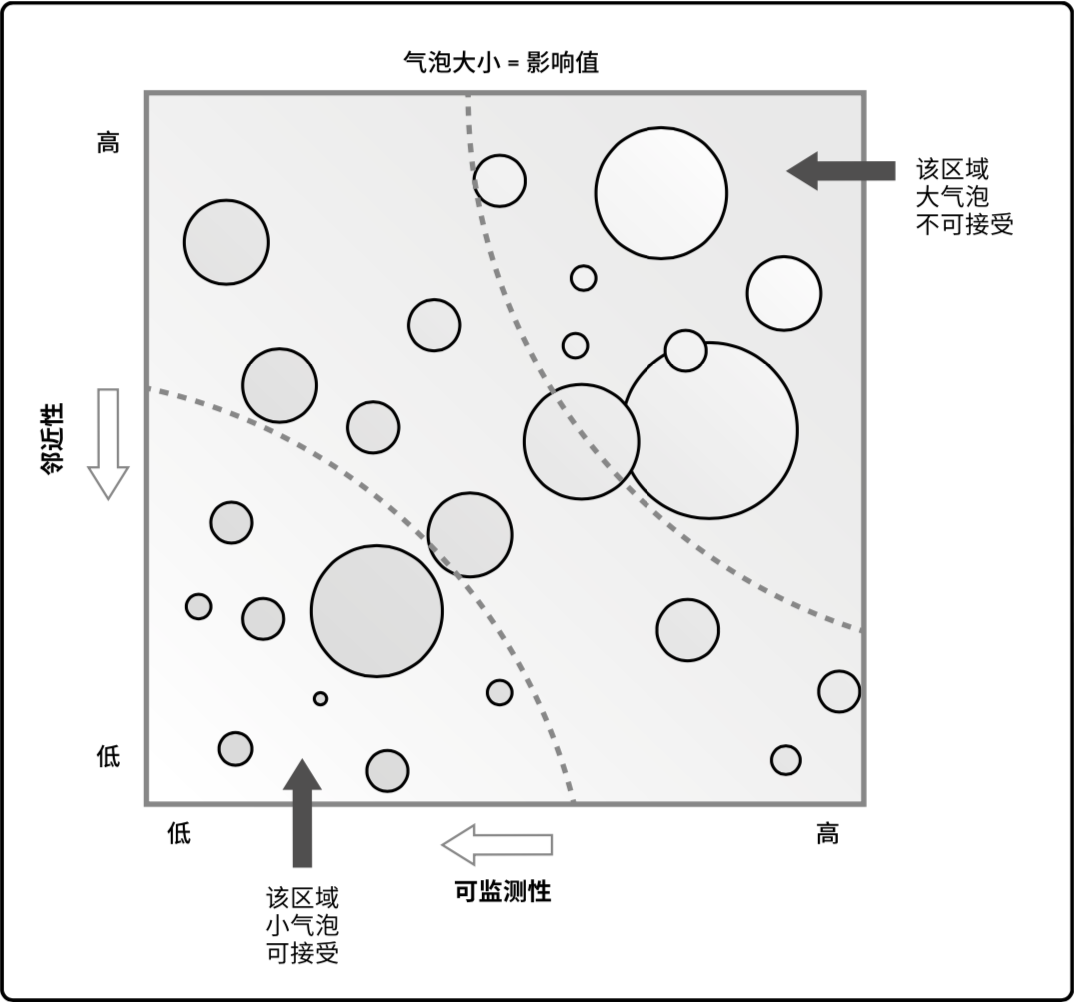 气泡大小 = 影响值
高
该区域
大气泡
不可接受
邻近性
低
低
高
可监测性
该区域
小气泡
可接受